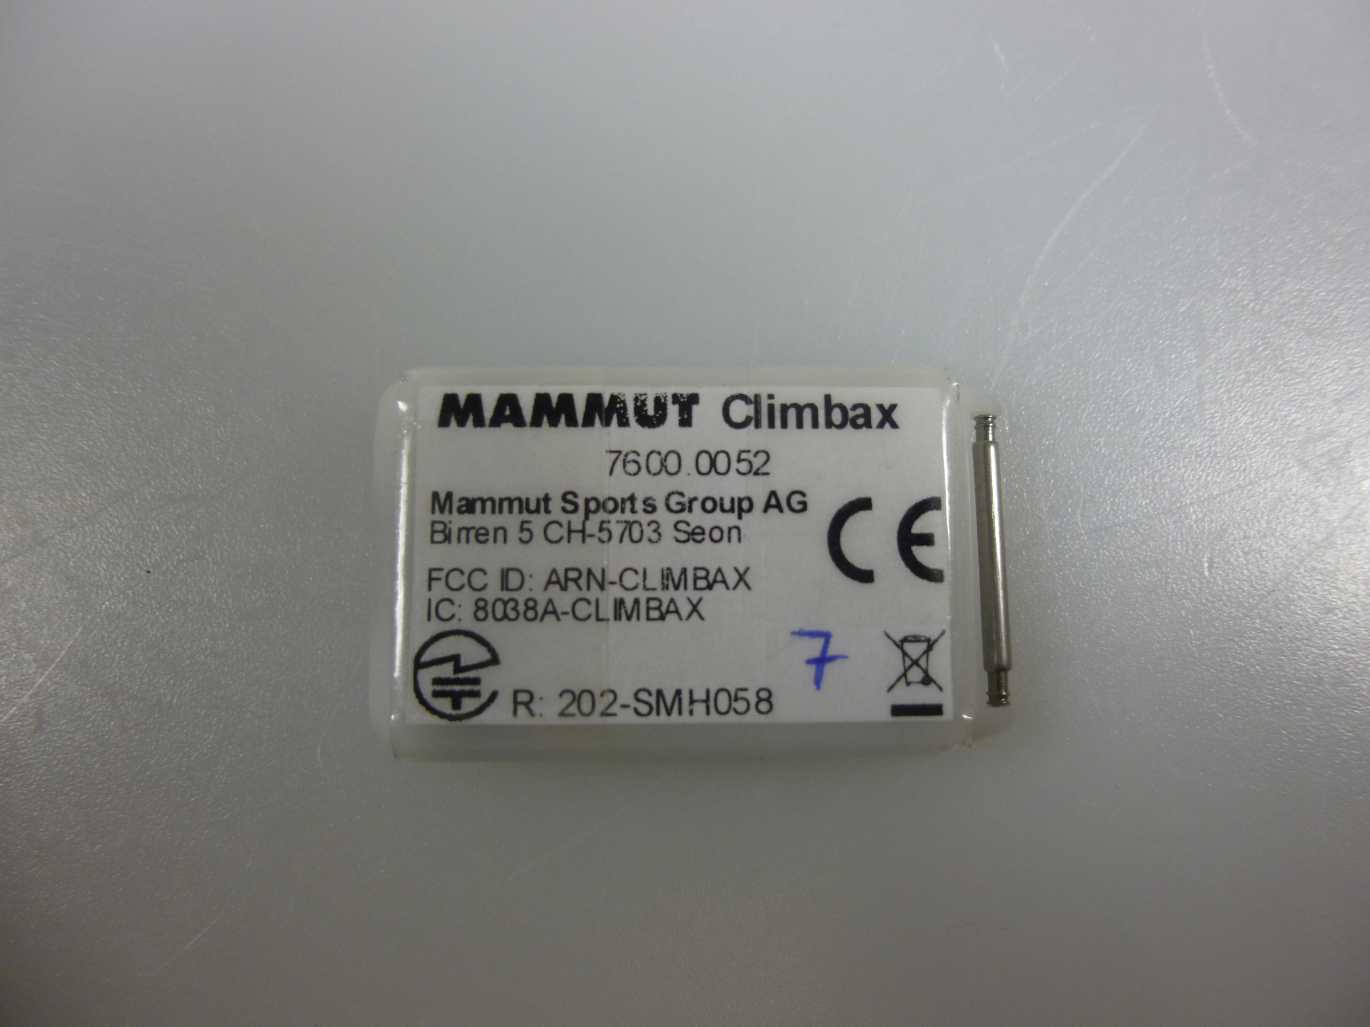 MAMMUT Climbax
7600.0052
Mammut Sports Group AG
Birren 5 CH-5703 Seon
CE
FCC ID: ARN-CLIMBAX
IC: 8038A-CLIMBAX
7
R: 202-SMH058